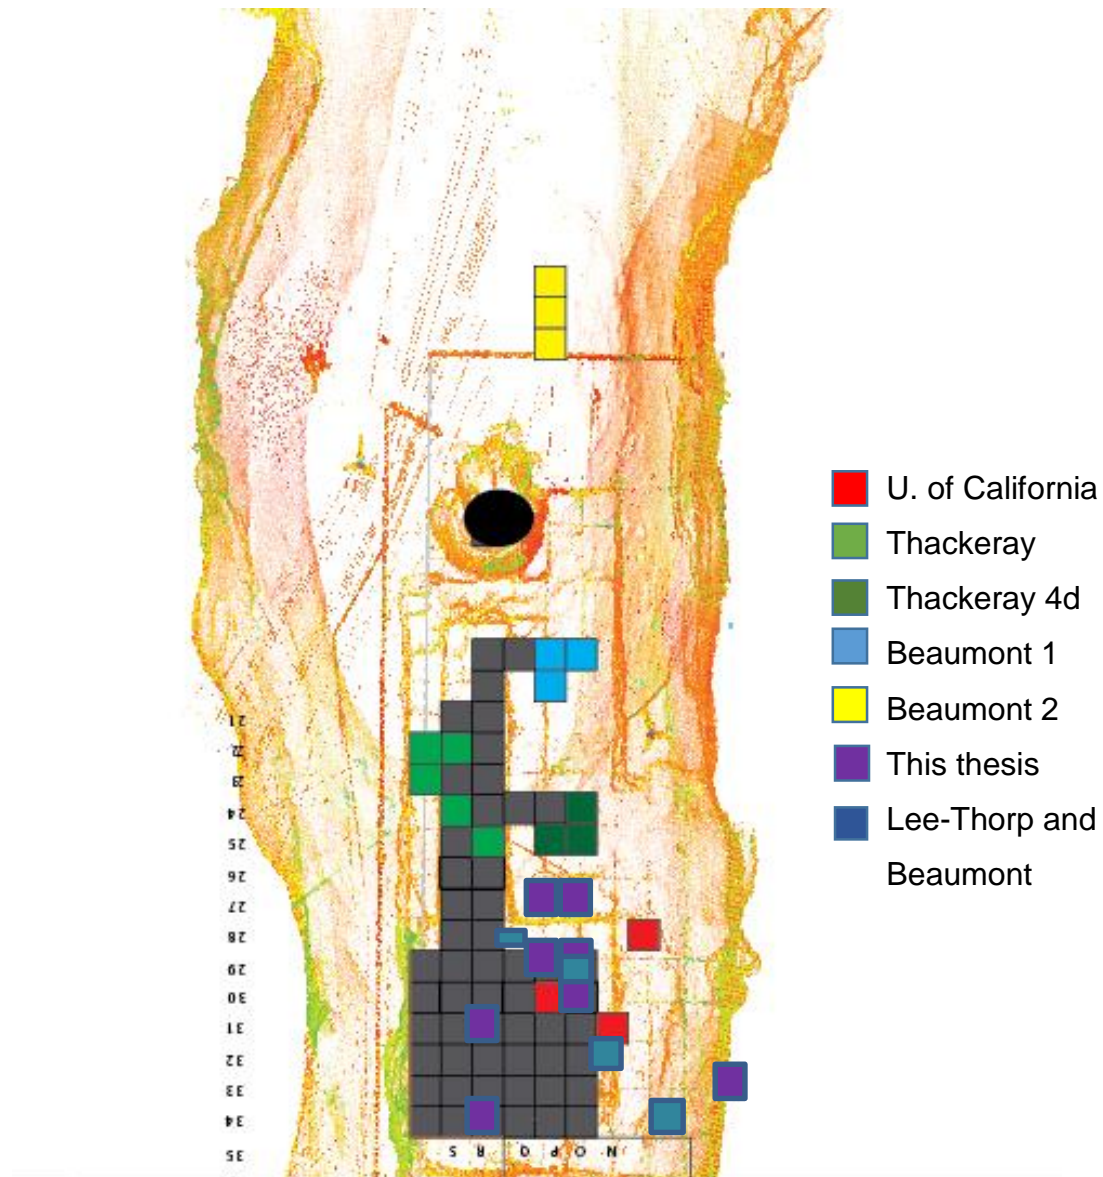 U. of California
Thackeray
Thackeray 4d
Beaumont 1
Beaumont 2
This thesis
Lee-Thorp and
Beaumont
21
22
23
24
25
26
27
28
29
30
31
32
33
34
35
S R Q P O N